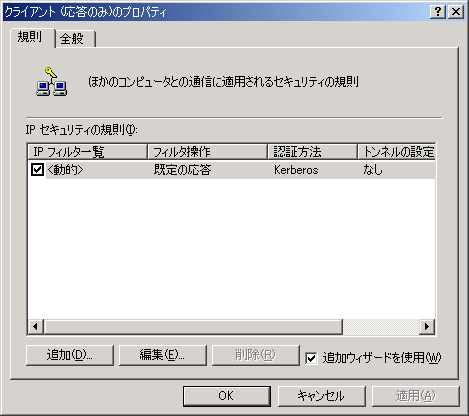 クライアント (応答のみ)のプロパティ
規則 全般
ほかのコンピュータとの通信に適用されるセキュリティの規則
IP セキュリティの規則(I):
IP フィルタ一覧 フィルタ操作 認証方法 トンネルの設定
<動的> 既定の応答 Kerberos なし
追加(D)... 編集(E)... 削除(R) 追加ウィザードを使用(W)
OK キャンセル 適用(A)